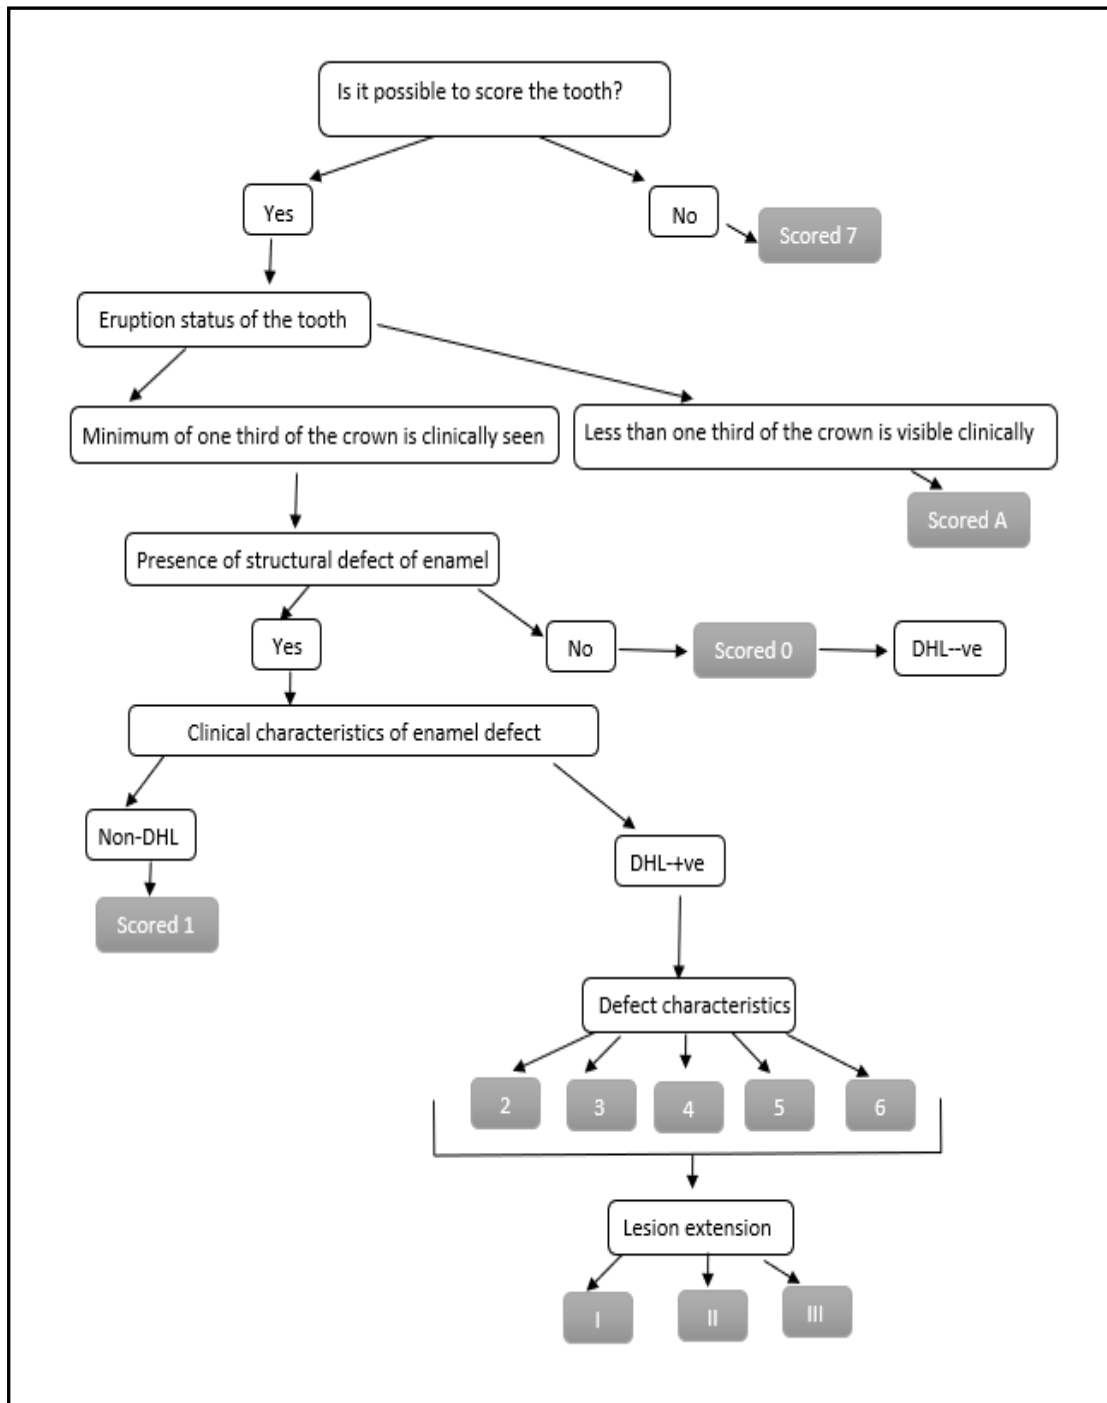 Is it possible to score the tooth?
Yes
No
Scored 7
Eruption status of the tooth
Minimum of one third of the crown is clinically seen
Less than one third of the crown is visible clinically
Scored A
Presence of structural defect of enamel
Yes
No
Scored 0
DHL--ve
Clinical characteristics of enamel defect
Non-DHL
DHL-+ve
Scored 1
Defect characteristics
2
3
4
5
6
Lesion extension
I
II
III